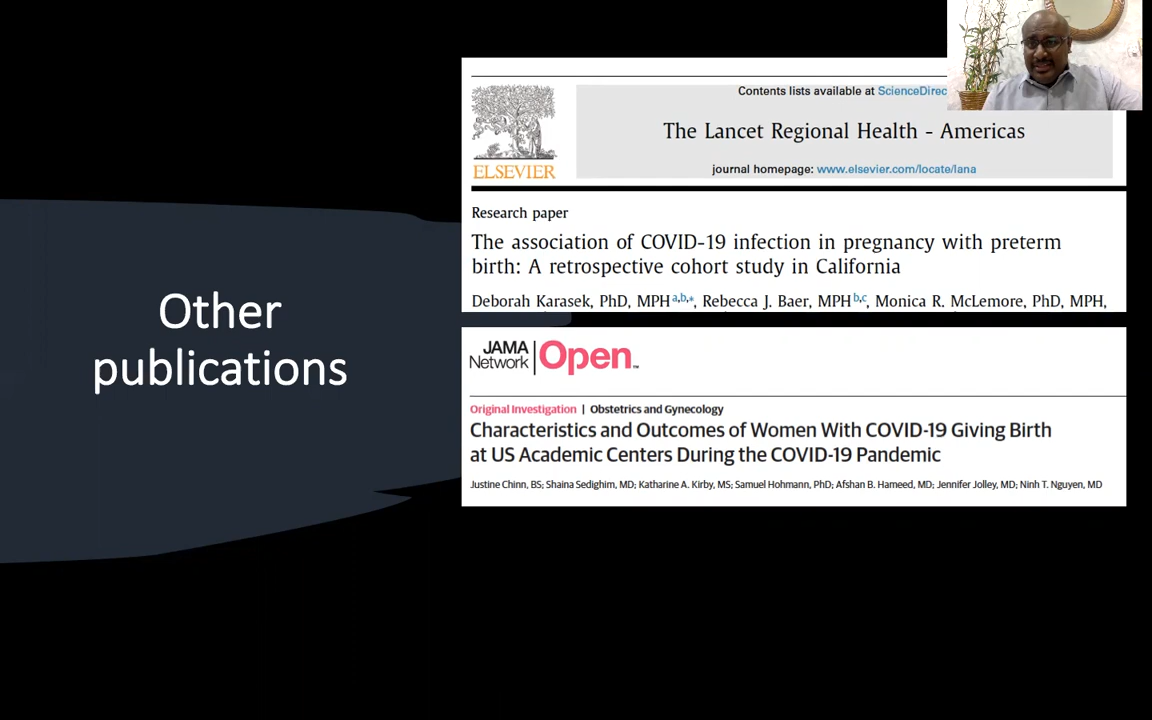 Other
publications
Contents lists available at ScienceDirec
The Lancet Regional Health - Americas
journal homepage: www.elsevier.com/locate/lana
ELSEVIER
Research paper
The association of COVID-19 infection in pregnancy with preterm
birth: A retrospective cohort study in California
Deborah Karasek, PhD, MPH a,b,*, Rebecca J. Baer, MPH b,c, Monica R. McLemore, PhD, MPH,
JAMA
Network | Open™
Original Investigation | Obstetrics and Gynecology
Characteristics and Outcomes of Women With COVID-19 Giving Birth
at US Academic Centers During the COVID-19 Pandemic
Justine Chinn, BS; Shaina Sedighim, MD; Katharine A. Kirby, MS; Samuel Hohmann, PhD; Afshan B. Hameed, MD; Jennifer Jolley, MD; Ninh T. Nguyen, MD